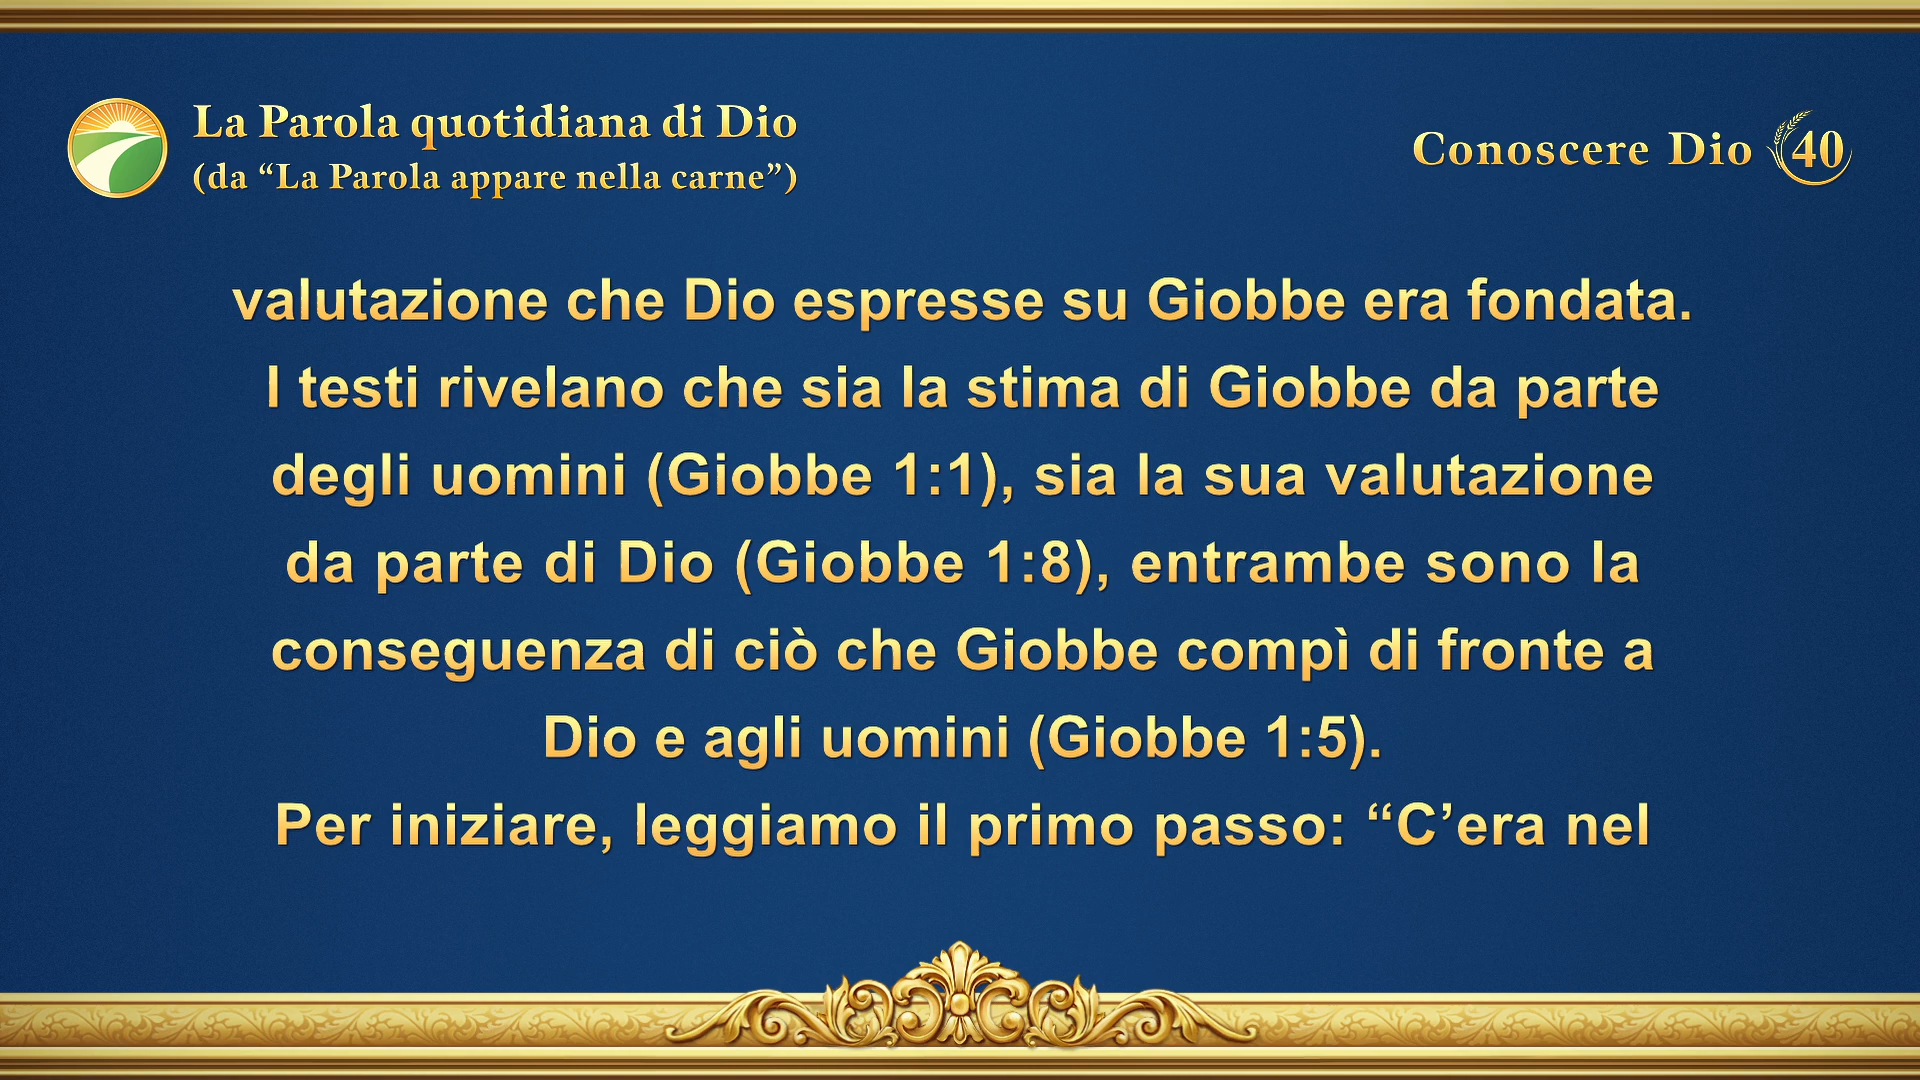 La Parola quotidiana di Dio
(da “La Parola appare nella carne”)
Conoscere Dio 40
valutazione che Dio espresse su Giobbe era fondata.
I testi rivelano che sia la stima di Giobbe da parte
degli uomini (Giobbe 1:1), sia la sua valutazione
da parte di Dio (Giobbe 1:8), entrambe sono la
conseguenza di ciò che Giobbe compì di fronte a
Dio e agli uomini (Giobbe 1:5).
Per iniziare, leggiamo il primo passo: “C’era nel